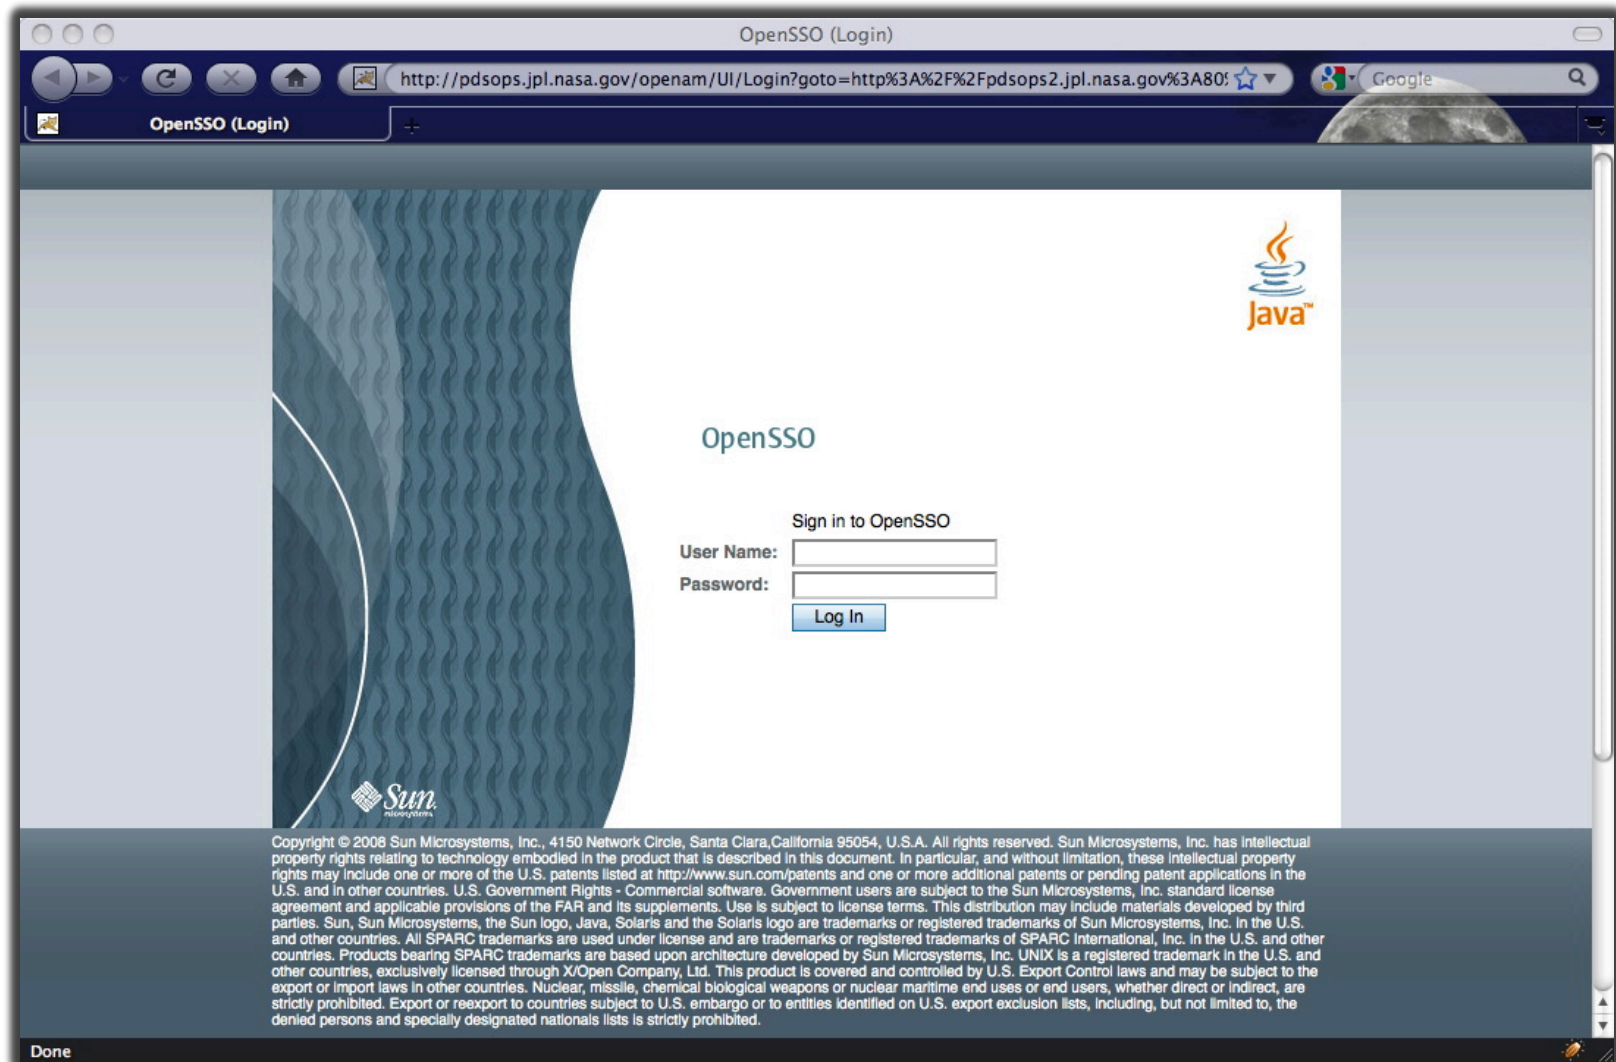 OpenSSO (Login)
http://pdsops.jpl.nasa.gov/openam/UI/Login?goto=http%3A%2F%2Fpdsops2.jpl.nasa.gov%3A80
Google
OpenSSO (Login)
Java™
OpenSSO
Sign in to OpenSSO
User Name:
Password:
Log In
Sun
microsystems
Copyright © 2008 Sun Microsystems, Inc., 4150 Network Circle, Santa Clara,California 95054, U.S.A. All rights reserved. Sun Microsystems, Inc. has intellectual
property rights relating to technology embodied in the product that is described in this document. In particular, and without limitation, these intellectual property
rights may include one or more of the U.S. patents listed at http://www.sun.com/patents and one or more additional patents or pending patent applications in the
U.S. and in other countries. U.S. Government Rights - Commercial software. Government users are subject to the Sun Microsystems, Inc. standard license
agreement and applicable provisions of the FAR and its supplements. Use is subject to license terms. This distribution may include materials developed by third
parties. Sun, Sun Microsystems, the Sun logo, Java, Solaris and the Solaris logo are trademarks or registered trademarks of Sun Microsystems, Inc. in the U.S.
and other countries. All SPARC trademarks are used under license and are trademarks or registered trademarks of SPARC International, Inc. in the U.S. and other
countries. Products bearing SPARC trademarks are based upon architecture developed by Sun Microsystems, Inc. UNIX is a registered trademark in the U.S. and
other countries, exclusively licensed through X/Open Company, Ltd. This product is covered and controlled by U.S. Export Control laws and may be subject to the
export or import laws in other countries. Nuclear, missile, chemical biological weapons or nuclear maritime end uses or end users, whether direct or indirect, are
strictly prohibited. Export or reexport to countries subject to U.S. embargo or to entities identified on U.S. export exclusion lists, including, but not limited to, the
denied persons and specially designated nationals lists is strictly prohibited.
Done